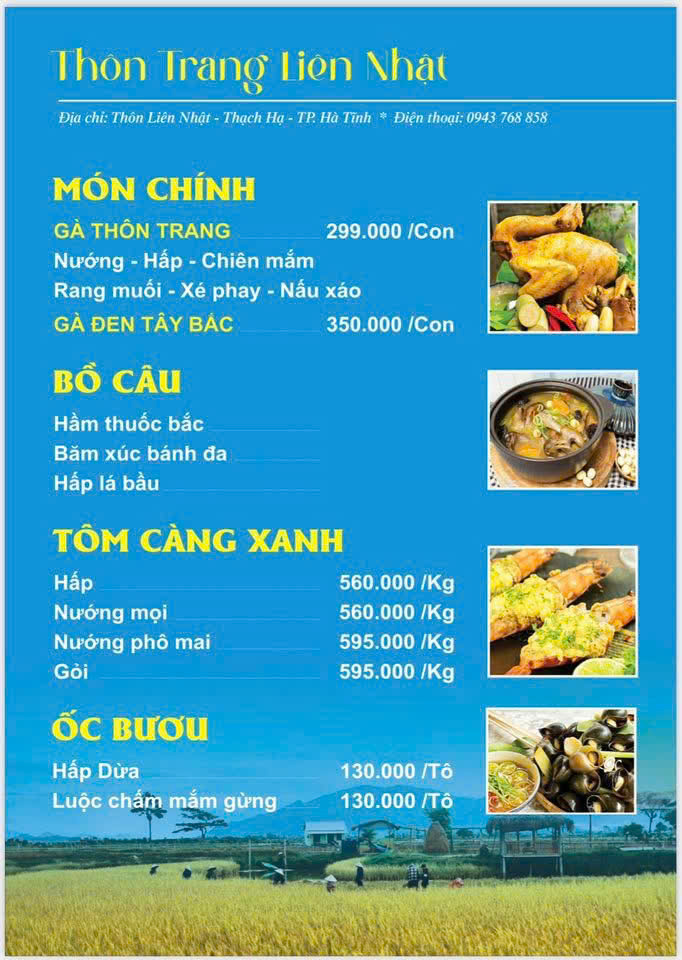 Thôn Trang Liên Nhật
Địa chỉ: Thôn Liên Nhật - Thạch Hạ - TP. Hà Tĩnh * Điện thoại: 0943 768 858
MÓN CHÍNH
GÀ THÔN TRANG 299.000 /Con
Nướng - Hấp - Chiên mắm
Rang muối - Xé phay - Nấu xáo
GÀ ĐEN TÂY BẮC 350.000 /Con
BỒ CÂU
Hầm thuốc bắc
Băm xúc bánh đa
Hấp lá bầu
TÔM CÀNG XANH
Hấp 560.000 /Kg
Nướng mọi 560.000 /Kg
Nướng phô mai 595.000 /Kg
Gỏi 595.000 /Kg
ỐC BƯƠU
Hấp Dừa 130.000 /Tô
Luộc chấm mắm gừng 130.000 /Tô